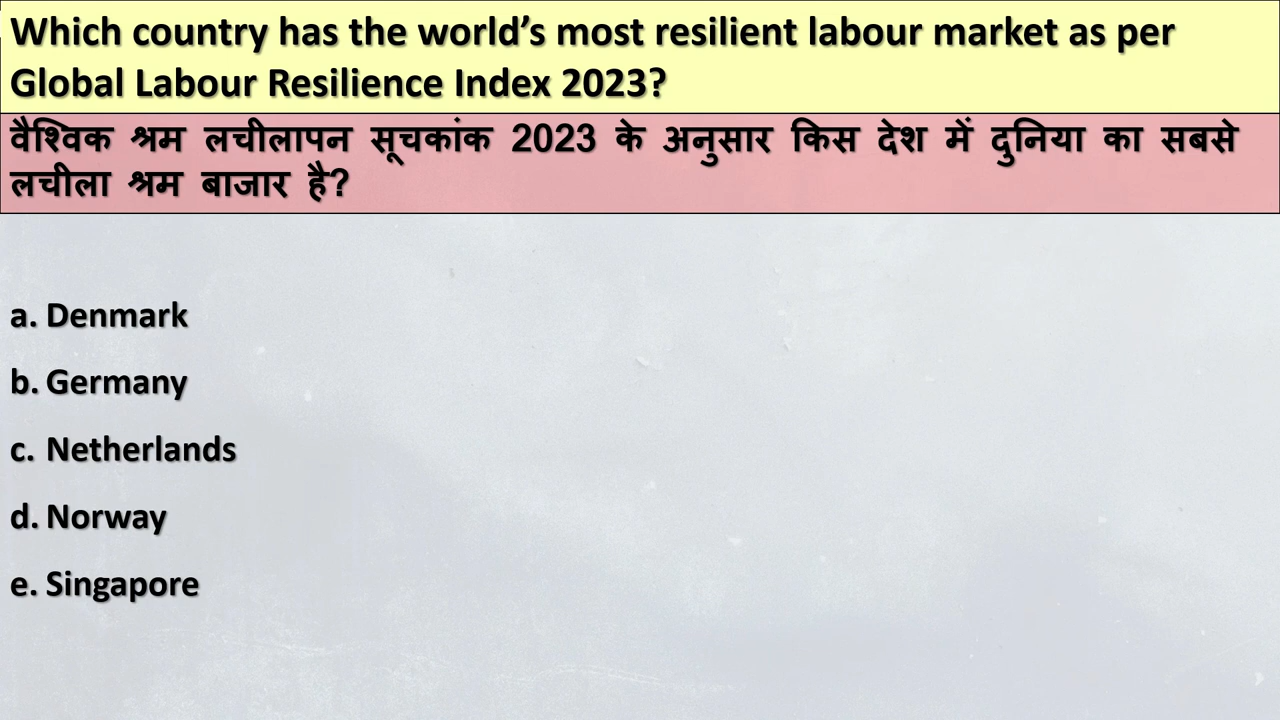 Which country has the world’s most resilient labour market as per
Global Labour Resilience Index 2023?
वैश्विक श्रम लचीलापन सूचकांक 2023 के अनुसार किस देश में दुनिया का सबसे
लचीला श्रम बाजार है?
a. Denmark
b. Germany
c. Netherlands
d. Norway
e. Singapore